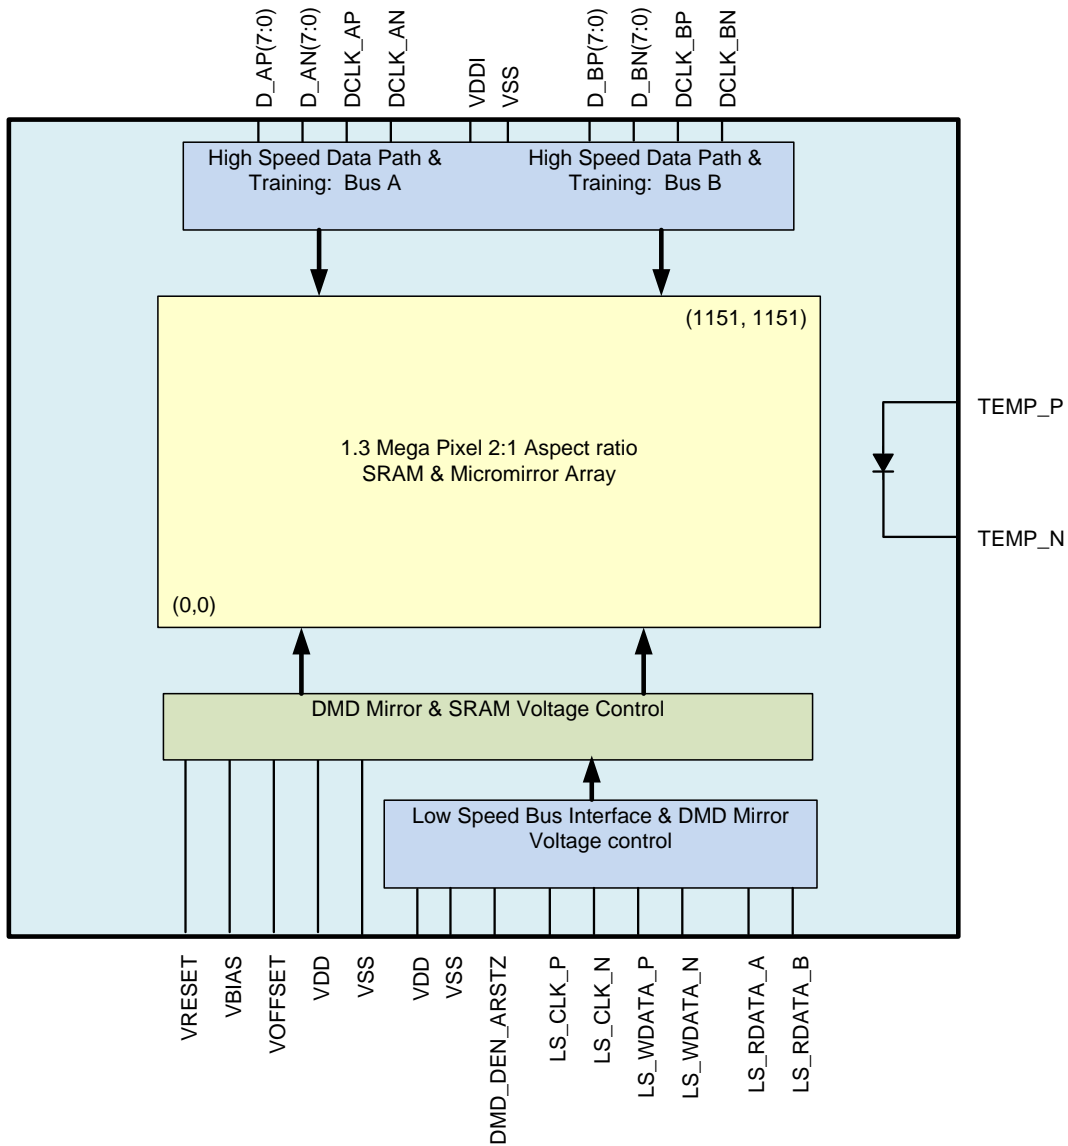 D_AP(7:0)
D_AN(7:0)
DCLK_AP
DCLK_AN
VDDI
VSS
D_BP(7:0)
D_BN(7:0)
DCLK_BP
DCLK_BN
High Speed Data Path &
Training:  Bus A
High Speed Data Path &
Training:  Bus B
(1151, 1151)
TEMP_P
1.3 Mega Pixel 2:1 Aspect ratio
SRAM & Micromirror Array
TEMP_N
(0,0)
DMD Mirror & SRAM Voltage Control
Low Speed Bus Interface & DMD Mirror
Voltage control
VRESET
VBIAS
VOFFSET
VDD
VSS
VDD
VSS
DMD_DEN_ARSTZ
LS_CLK_P
LS_CLK_N
LS_WDATA_P
LS_WDATA_N
LS_RDATA_A
LS_RDATA_B